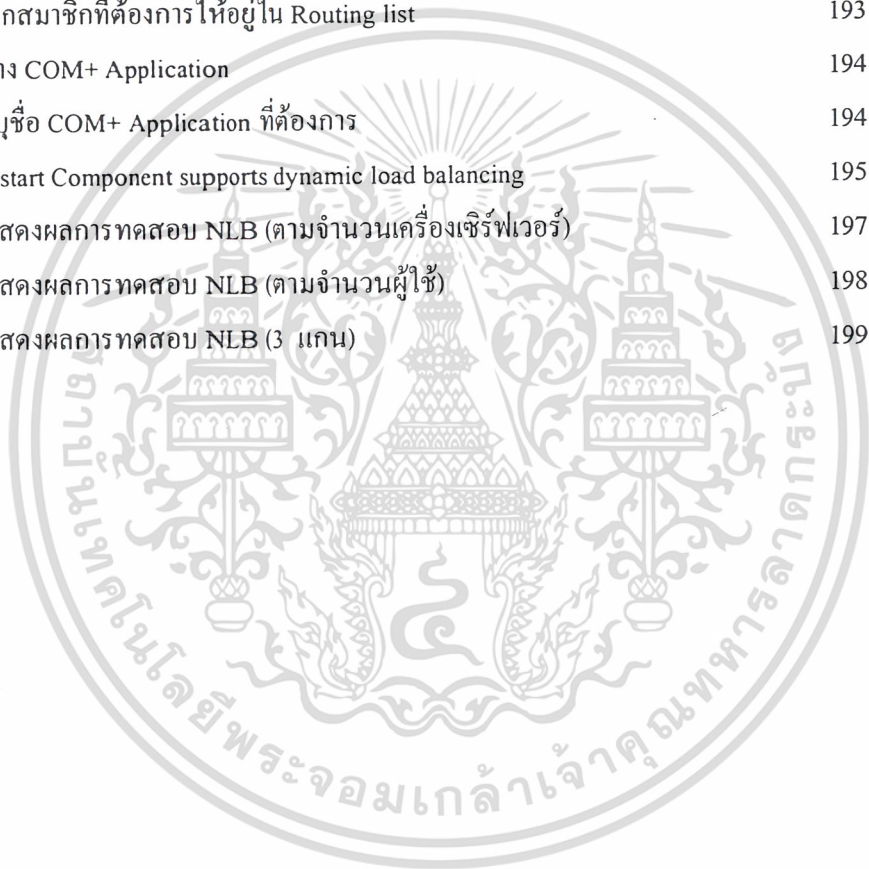 กสมาชิกที่ต้องการให้อยู่ใน Routing list 193
าง COM+ Application 194
ุชื่อ COM+ Application ที่ต้องการ 194
start Component supports dynamic load balancing 195
สดงผลการทดสอบ NLB (ตามจำนวนเครื่องเซิร์ฟเวอร์) 197
สดงผลการทดสอบ NLB (ตามจำนวนผู้ใช้) 198
สดงผลการทดสอบ NLB (3 แกน) 199
สถาบันเทคโนโลยีพระจอมเกล้าเจ้าคุณทหารลาดกระบัง
๔